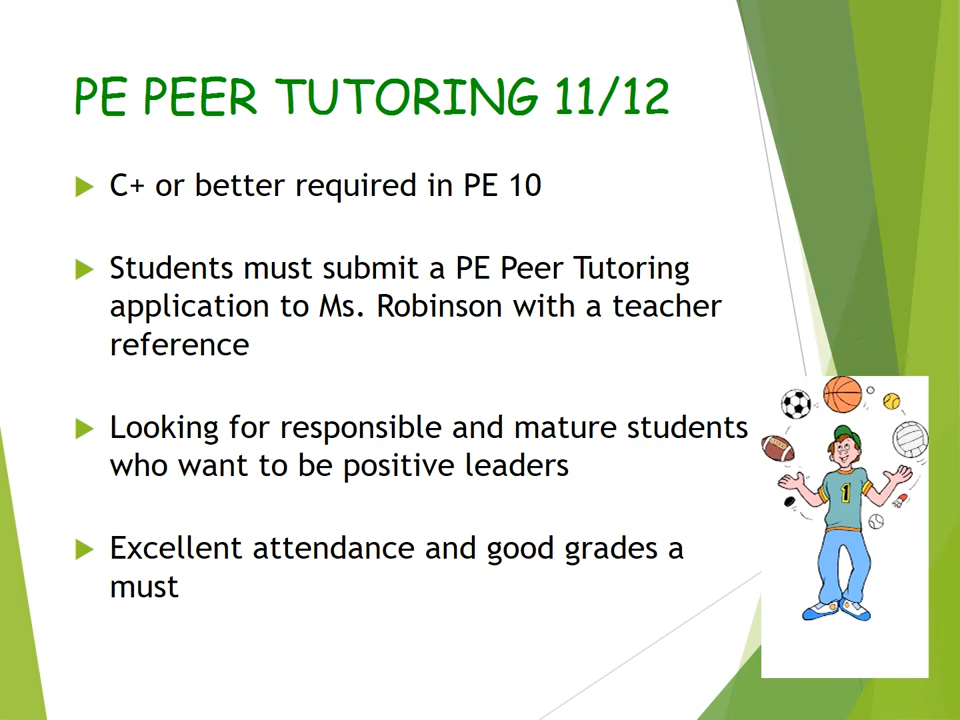 PE PEER TUTORING 11/12
C+ or better required in PE 10
Students must submit a PE Peer Tutoring
application to Ms. Robinson with a teacher
reference
Looking for responsible and mature students
who want to be positive leaders
Excellent attendance and good grades a
must
1